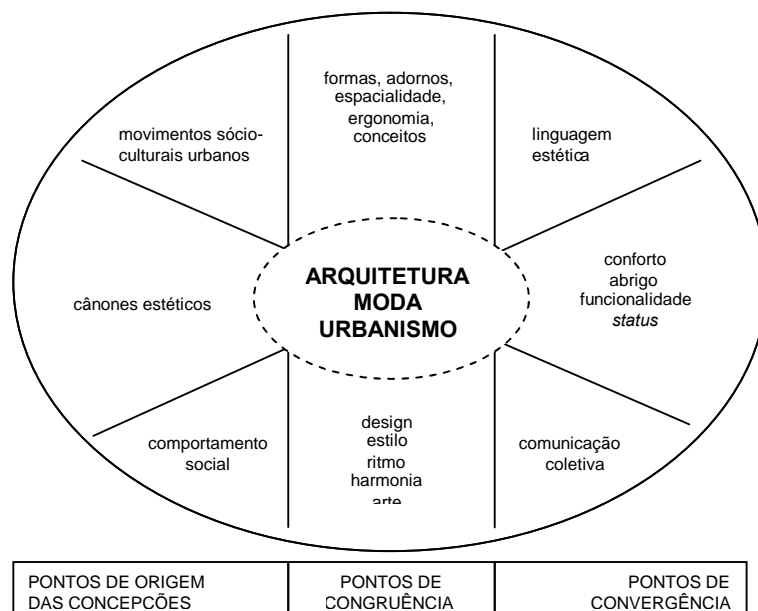 formas, adornos,
espacialidade,
ergonomia,
conceitos
movimentos sócio-
culturais urbanos
linguagem
estética
cânones estéticos
ARQUITETURA
MODA
URBANISMO
conforto
abrigo
funcionalidade
status
comportamento
social
design
estilo
ritmo
harmonia
arte
comunicação
coletiva
PONTOS DE ORIGEM
DAS CONCEPÇÕES
PONTOS DE
CONGRUÊNCIA
PONTOS DE
CONVERGÊNCIA